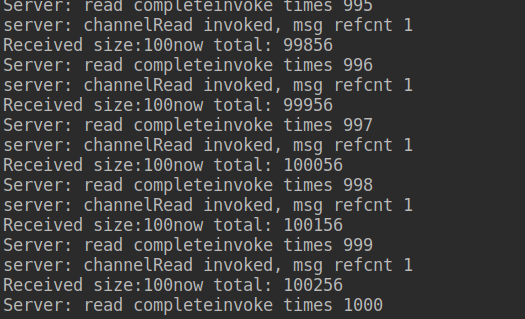 Server: read completeinvoke times 995
server: channelRead invoked, msg refcnt 1
Received size:100now total: 99856
Server: read completeinvoke times 996
server: channelRead invoked, msg refcnt 1
Received size:100now total: 99956
Server: read completeinvoke times 997
server: channelRead invoked, msg refcnt 1
Received size:100now total: 100056
Server: read completeinvoke times 998
server: channelRead invoked, msg refcnt 1
Received size:100now total: 100156
Server: read completeinvoke times 999
server: channelRead invoked, msg refcnt 1
Received size:100now total: 100256
Server: read completeinvoke times 1000